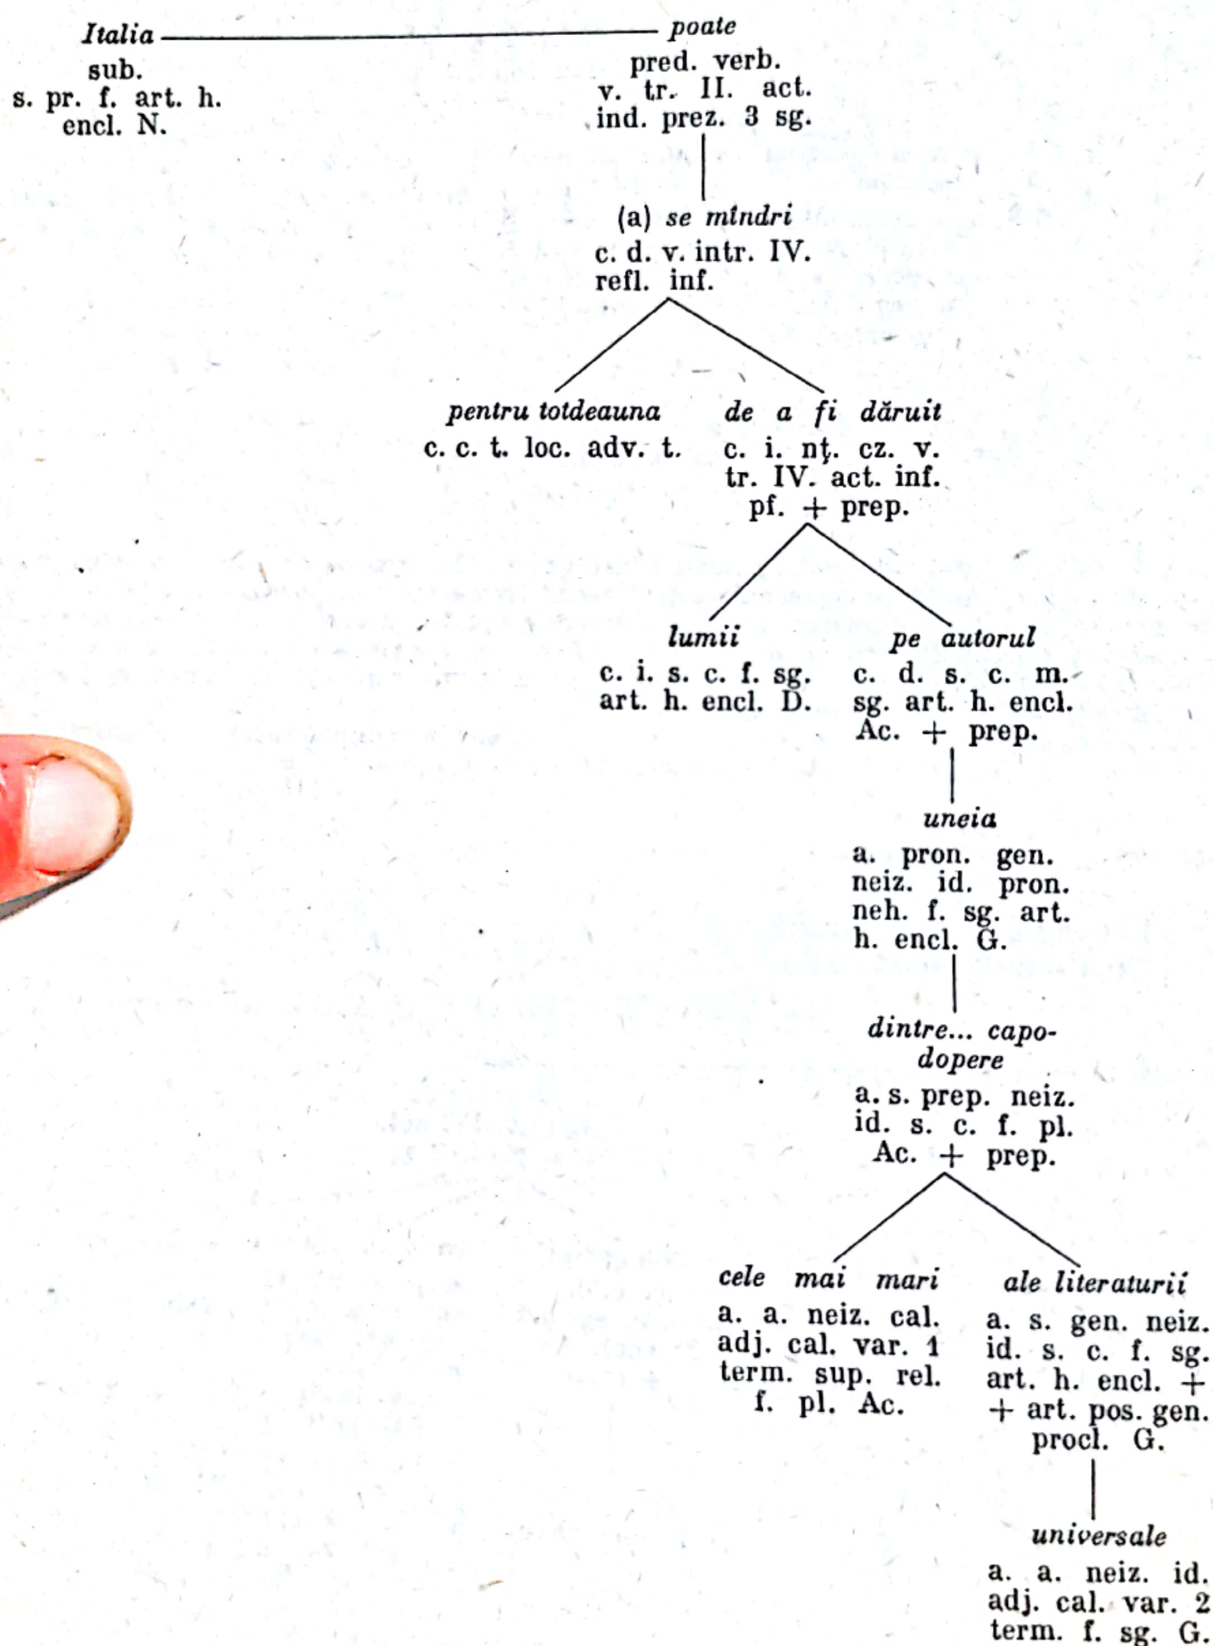 Italia
sub.
s. pr. f. art. h.
encl. N.
poate
pred. verb.
v. tr. II. act.
ind. prez. 3 sg.
(a) se mîndri
c. d. v. intr. IV.
refl. inf.
pentru totdeauna
c. c. t. loc. adv. t.
de a fi dăruit
c. i. nț. cz. v.
tr. IV. act. inf.
pf. + prep.
lumii
c. i. s. c. f. sg.
art. h. encl. D.
pe autorul
c. d. s. c. m.
sg. art. h. encl.
Ac. + prep.
uneia
a. pron. gen.
neiz. id. pron.
neh. f. sg. art.
h. encl. G.
dintre... capo-
dopere
a. s. prep. neiz.
id. s. c. f. pl.
Ac. + prep.
cele mai mari
a. a. neiz. cal.
adj. cal. var. 1
term. sup. rel.
f. pl. Ac.
ale literaturii
a. s. gen. neiz.
id. s. c. f. sg.
art. h. encl. +
+ art. pos. gen.
procl. G.
universale
a. a. neiz. id.
adj. cal. var. 2
term. f. sg. G.